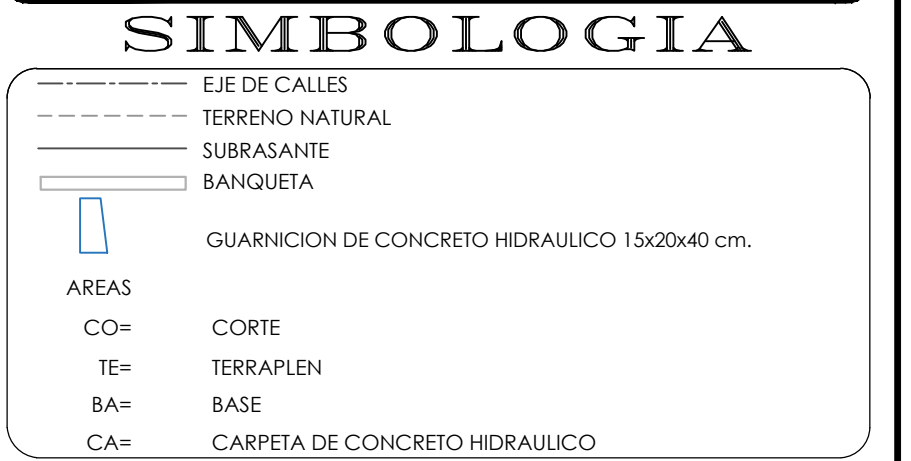 SIMBOLOGIA
EJE DE CALLES
TERRENO NATURAL
SUBRASANTE
BANQUETA
GUARNICION DE CONCRETO HIDRAULICO 15x20x40 cm.
AREAS
CO= CORTE
TE= TERRAPLEN
BA= BASE
CA= CARPETA DE CONCRETO HIDRAULICO